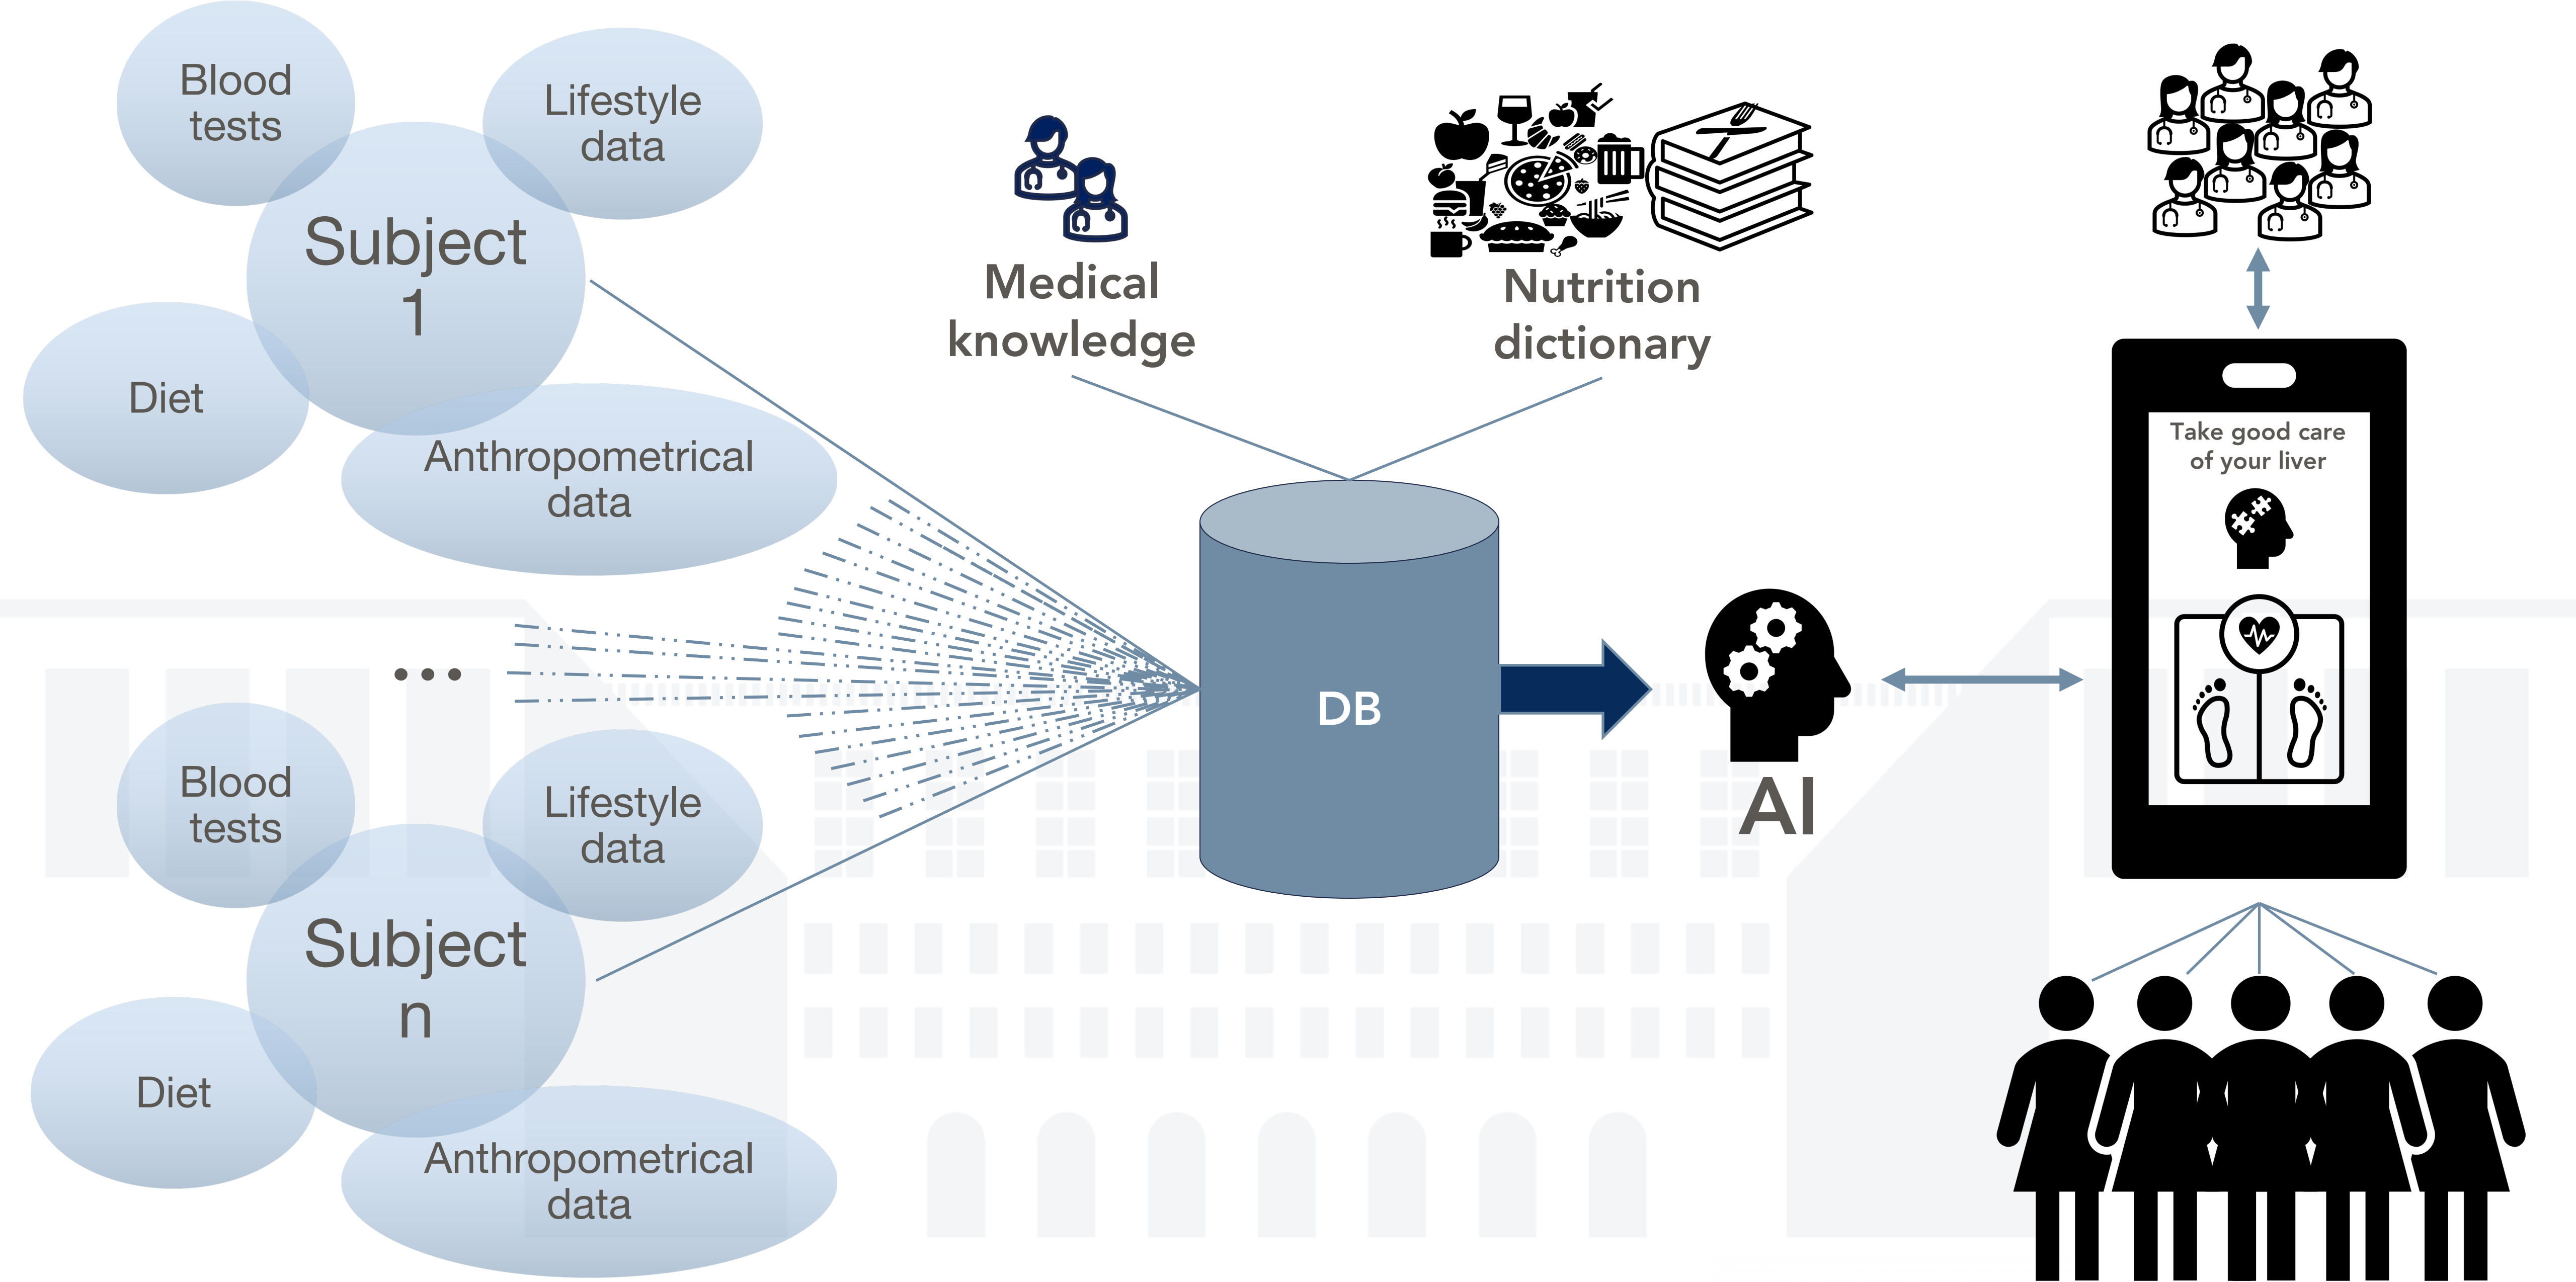 Blood
tests
Lifestyle
data
Subject
1
Diet
Anthropometrical
data
Medical
knowledge
Nutrition
dictionary
Take good care
of your liver
...
DB
AI
Blood
tests
Lifestyle
data
Subject
n
Diet
Anthropometrical
data